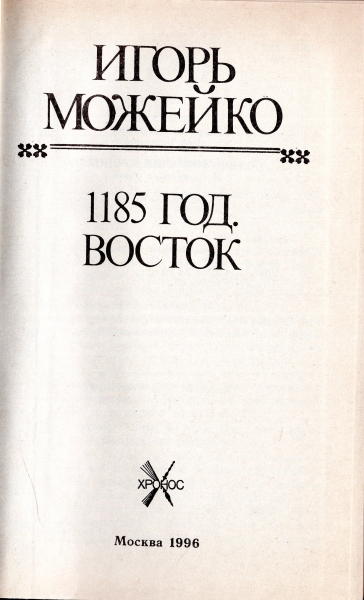 ИГОРЬ
МОЖЕЙКО
1185 ГОД.
ВОСТОК
ХРОНОС
Москва 1996